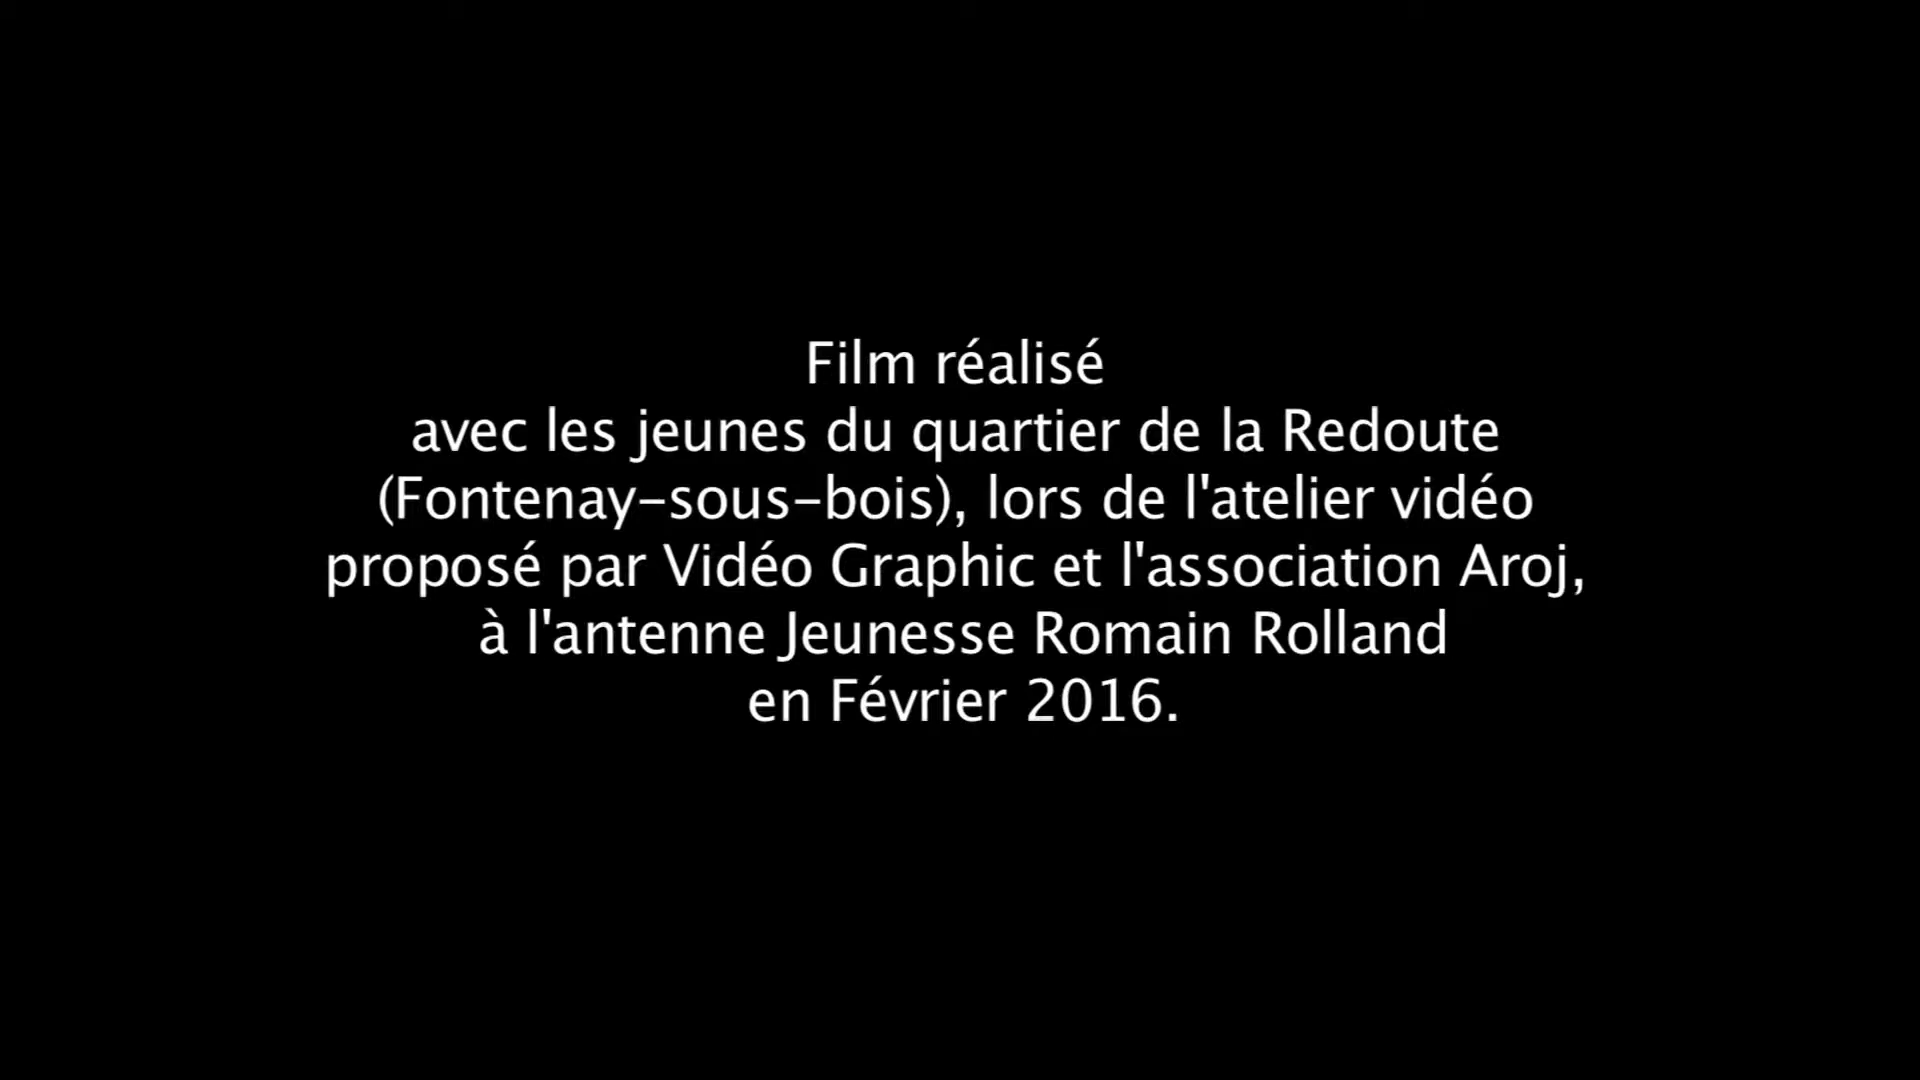 Film réalisé
avec les jeunes du quartier de la Redoute
(Fontenay-sous-bois), lors de l'atelier vidéo
proposé par Vidéo Graphic et l'association Aroj,
à l'antenne Jeunesse Romain Rolland
en Février 2016.